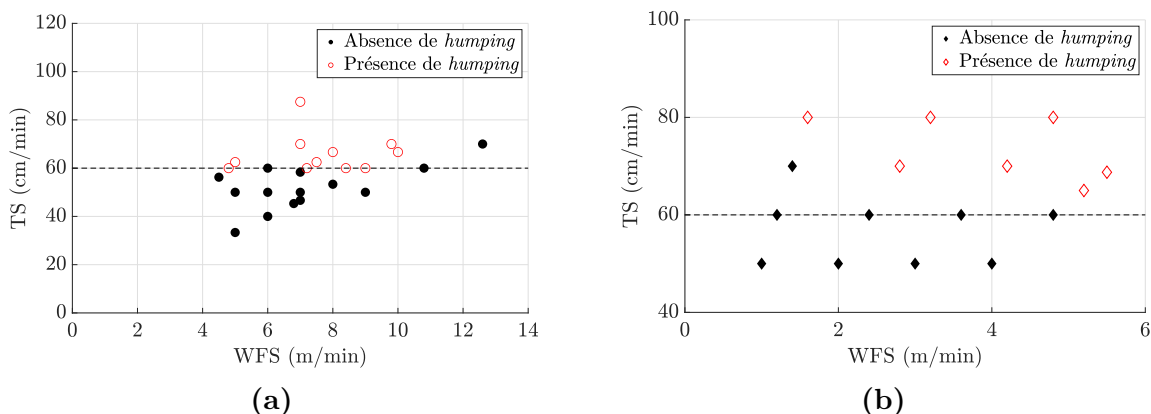 120
100
80
60
40
20
0
TS (cm/min)
0 2 4 6 8 10 12 14
WFS (m/min)
Absence de humping
Présence de humping
(a)
100
80
60
40
TS (cm/min)
0 2 4 6
WFS (m/min)
Absence de humping
Présence de humping
(b)